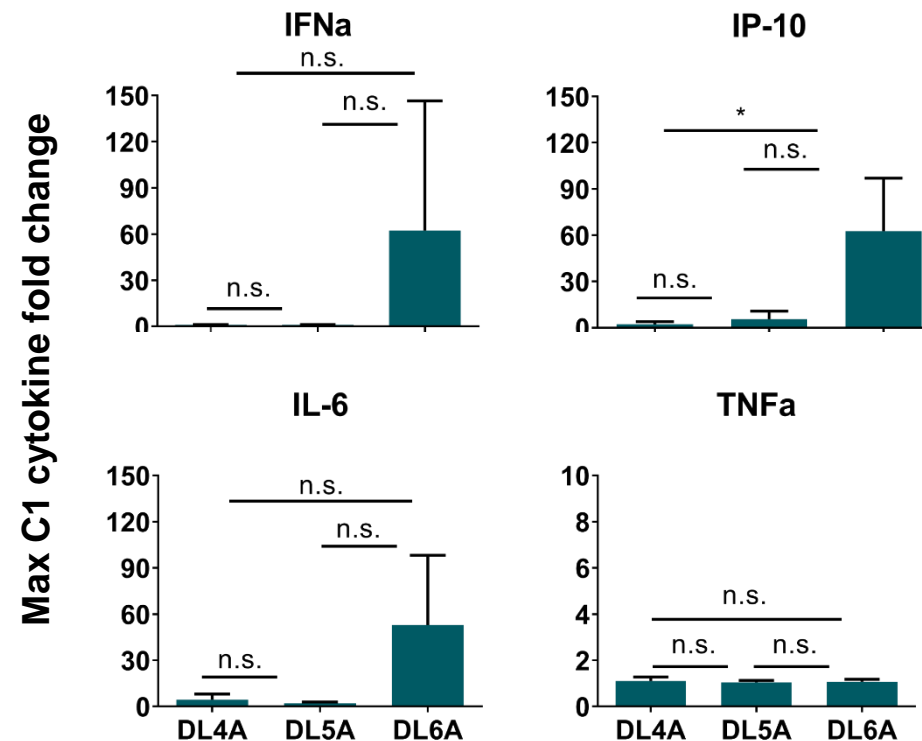 Max C1 cytokine fold change
IFNa
n.s.
n.s.
n.s.
150
120
90
60
30
0
IP-10
*
n.s.
n.s.
150
120
90
60
30
0
IL-6
n.s.
n.s.
n.s.
150
120
90
60
30
0
DL4A DL5A DL6A
TNFa
n.s.
n.s. n.s.
10
8
6
4
2
0
DL4A DL5A DL6A